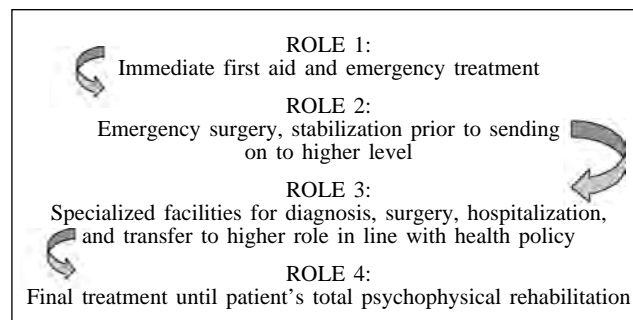 ROLE 1:
Immediate first aid and emergency treatment
ROLE 2:
Emergency surgery, stabilization prior to sending
on to higher level
ROLE 3:
Specialized facilities for diagnosis, surgery, hospitalization,
and transfer to higher role in line with health policy
ROLE 4:
Final treatment until patient's total psychophysical rehabilitation